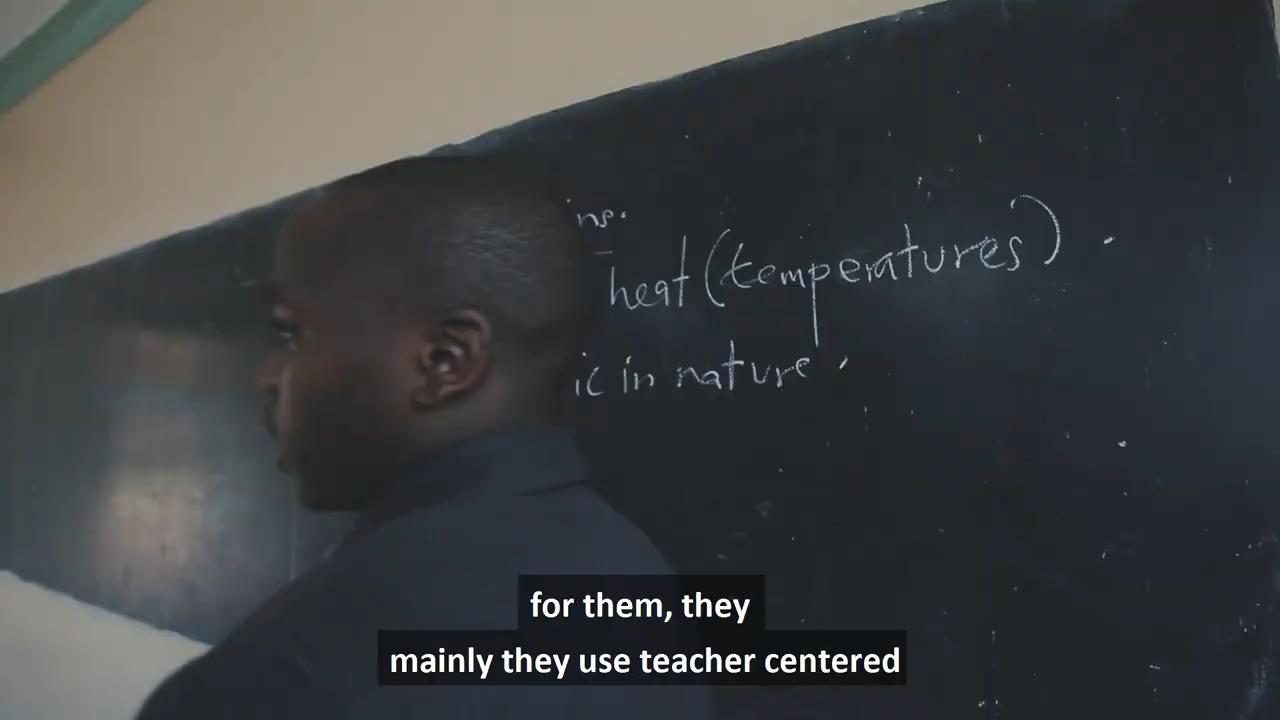 ns.
heat (temperatures).
ic in nature.
for them, they
mainly they use teacher centered